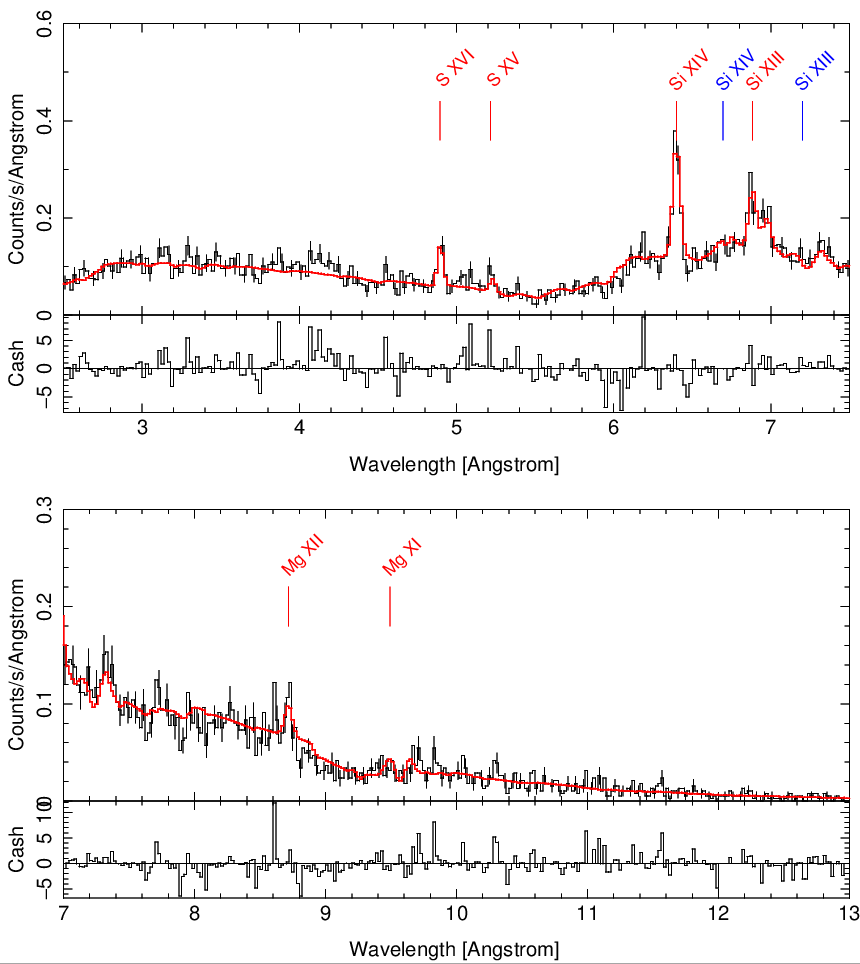 0.6
S XVI
S XV
Si XIV
Si XIV
Si XIII
Si XIII
0.4
Counts/s/Angstrom
0.2
0
5
Cash
0
−5
3
4
5
6
7
Wavelength [Angstrom]
0.3
Mg XII
Mg XI
0.2
Counts/s/Angstrom
0.1
0
10
5
Cash
0
−5
7
8
9
10
11
12
13
Wavelength [Angstrom]